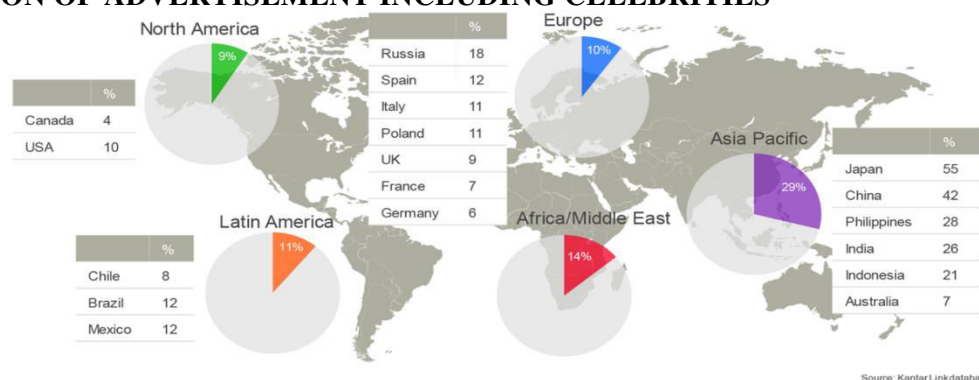 ON OF ADVERTISEMENT INCLUDING CELEBRITIES
North America
9%
%
Canada 4
USA 10
%
Russia 18
Spain 12
Italy 11
Poland 11
UK 9
France 7
Germany 6
Europe
10%
Asia Pacific
29%
%
Japan 55
China 42
Philippines 28
India 26
Indonesia 21
Australia 7
Latin America
11%
%
Chile 8
Brazil 12
Mexico 12
Africa/Middle East
14%
Source: Kantar Link databa